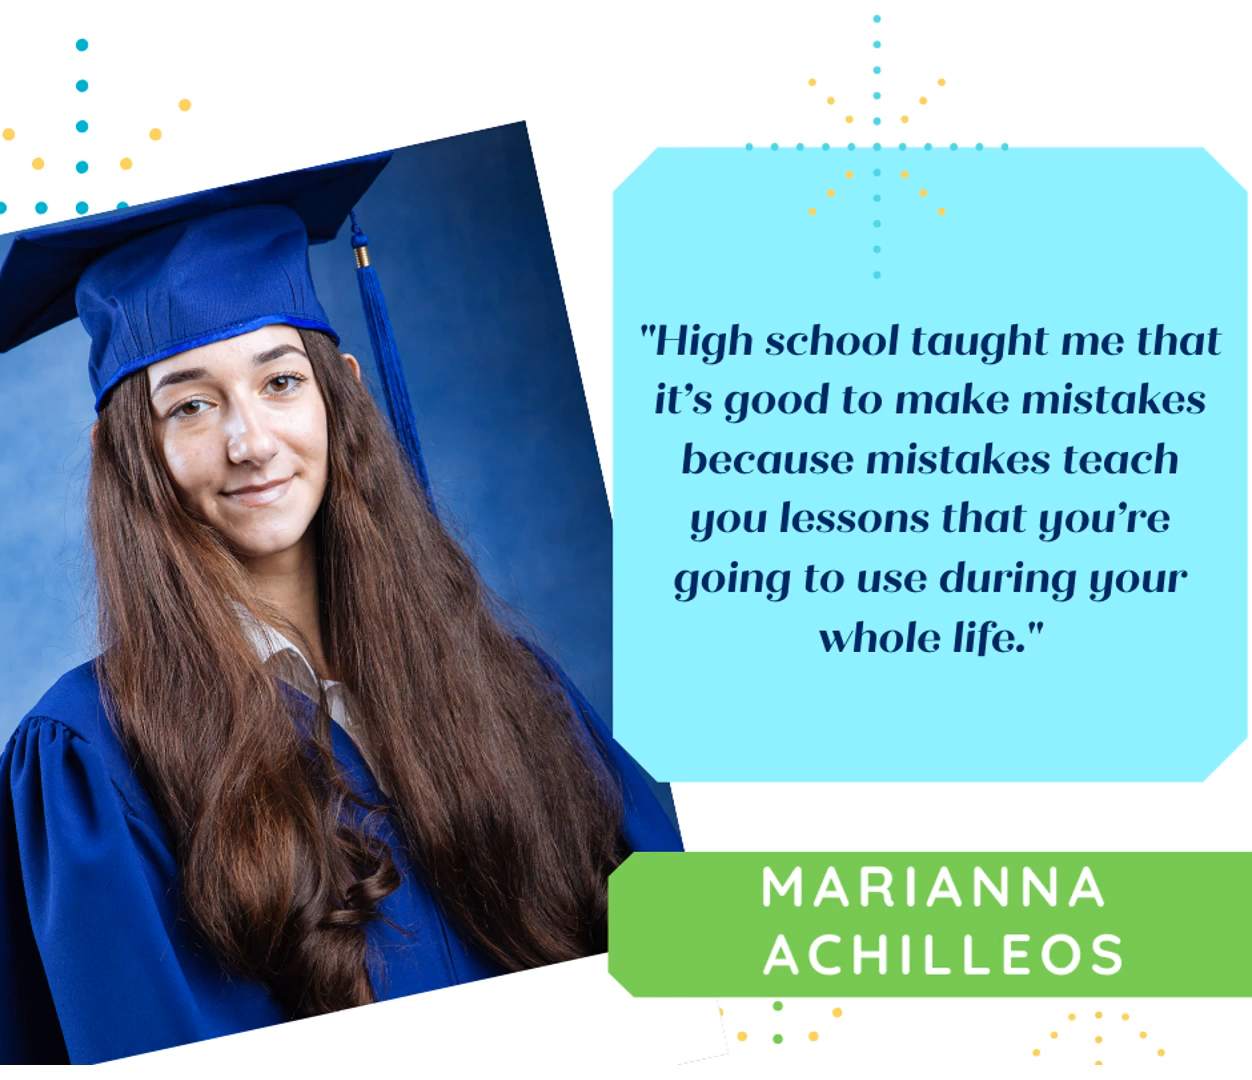 "High school taught me that
it’s good to make mistakes
because mistakes teach
you lessons that you’re
going to use during your
whole life."
MARIANNA
ACHILLEOS